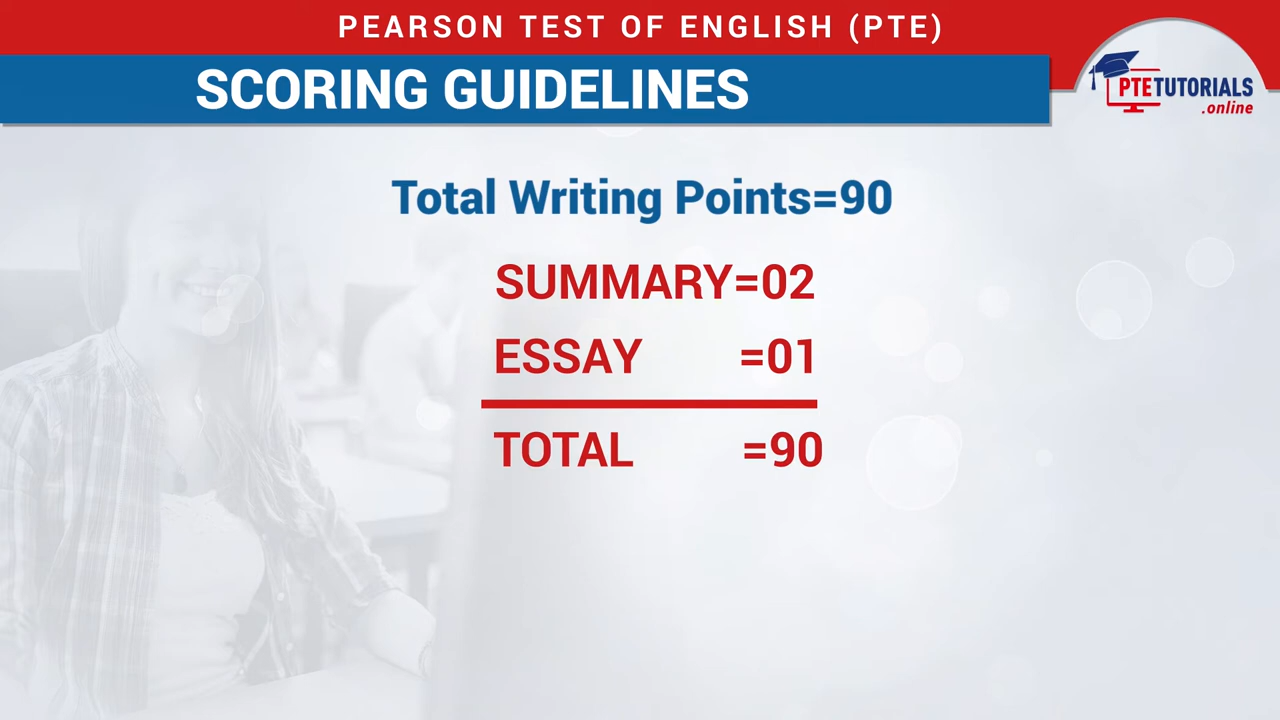 PEARSON TEST OF ENGLISH (PTE)
SCORING GUIDELINES
PTETUTORIALS
.online
Total Writing Points=90
SUMMARY=02
ESSAY =01
TOTAL =90